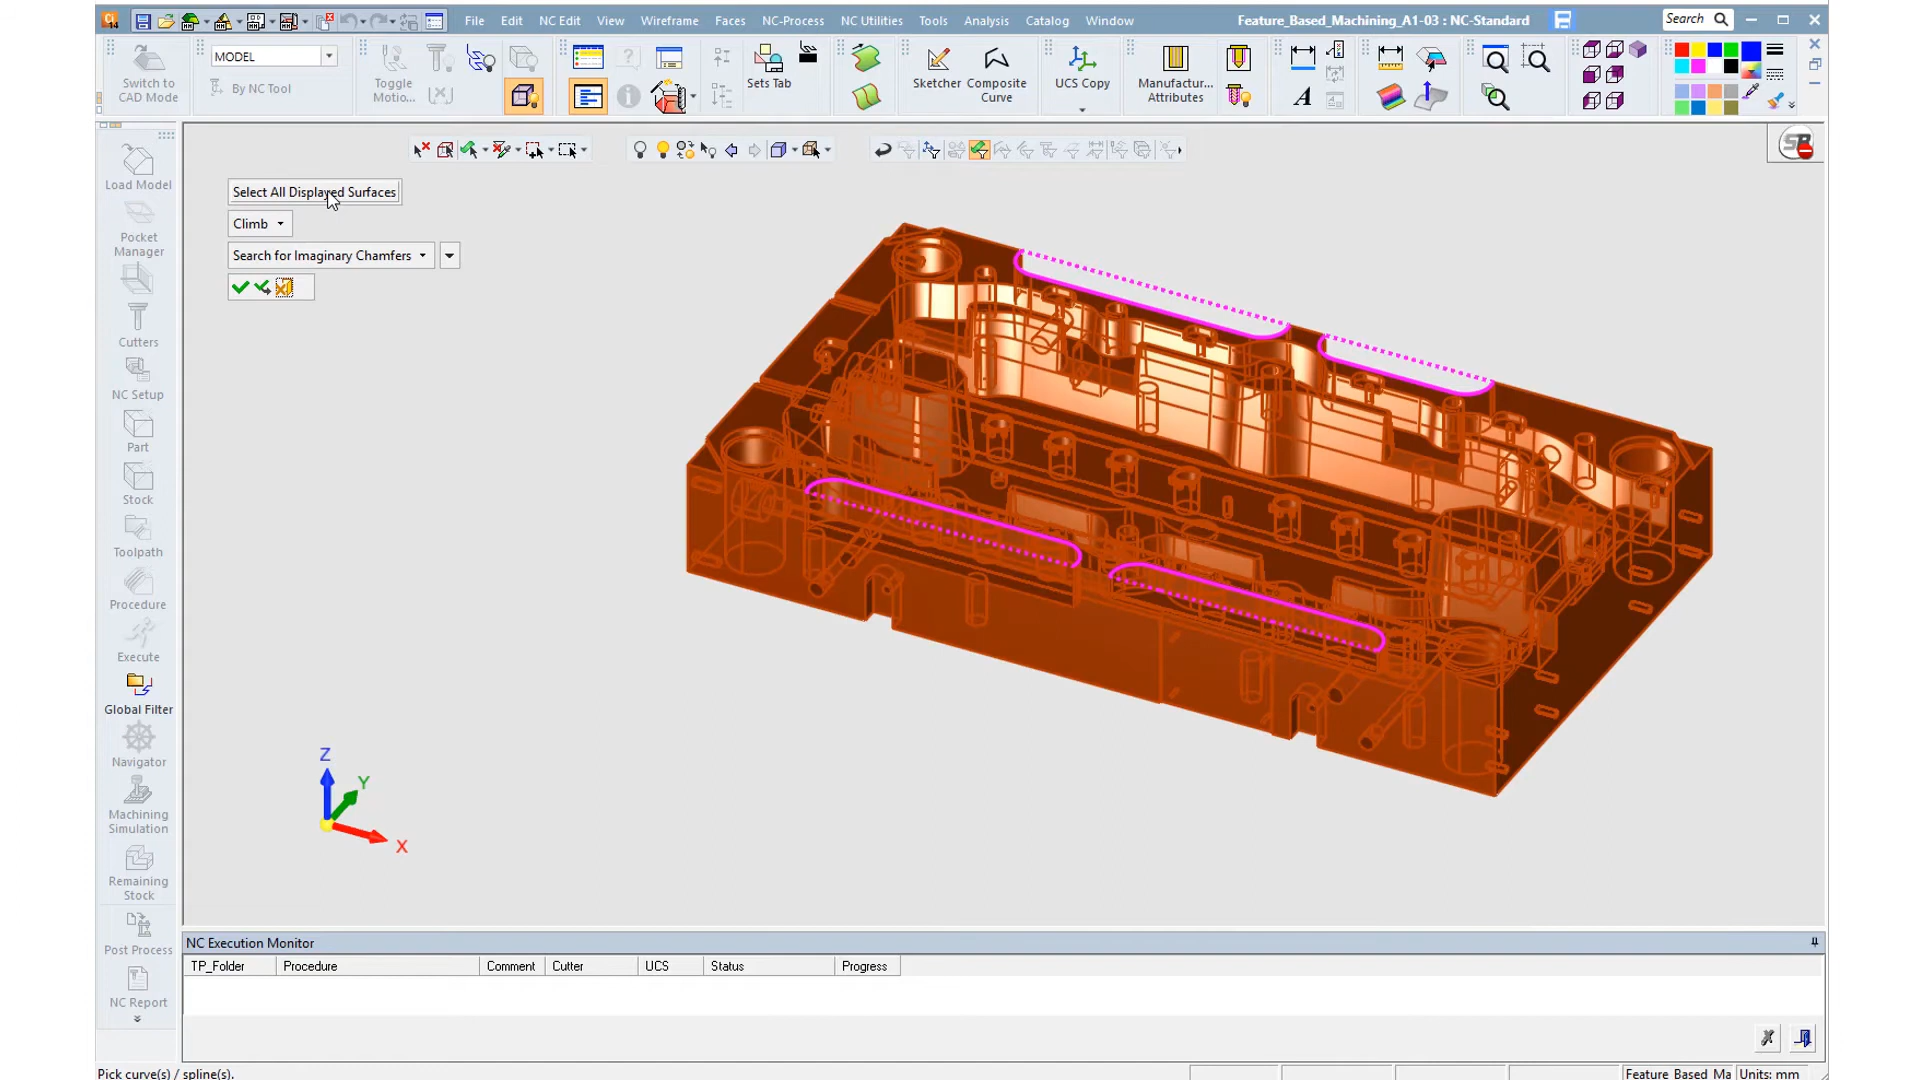 File Edit NC Edit View Wireframe Faces NC-Process NC Utilities Tools Analysis Catalog Window
Feature_Based_Machining_A1-03 : NC-Standard
Search
Switch to CAD Mode
MODEL
By NC Tool
Toggle Motio...
Sets Tab
Sketcher
Composite Curve
UCS Copy
Manufactur... Attributes
A
Select All Displayed Surfaces
Climb
Search for Imaginary Chamfers
Load Model
Pocket Manager
Cutters
NC Setup
Part
Stock
Toolpath
Procedure
Execute
Global Filter
Navigator
Machining Simulation
Remaining Stock
Post Process
NC Report
Z
Y
X
NC Execution Monitor
TP_Folder Procedure Comment Cutter UCS Status Progress
Pick curve(s) / spline(s).
Feature_Based_Ma Units: mm